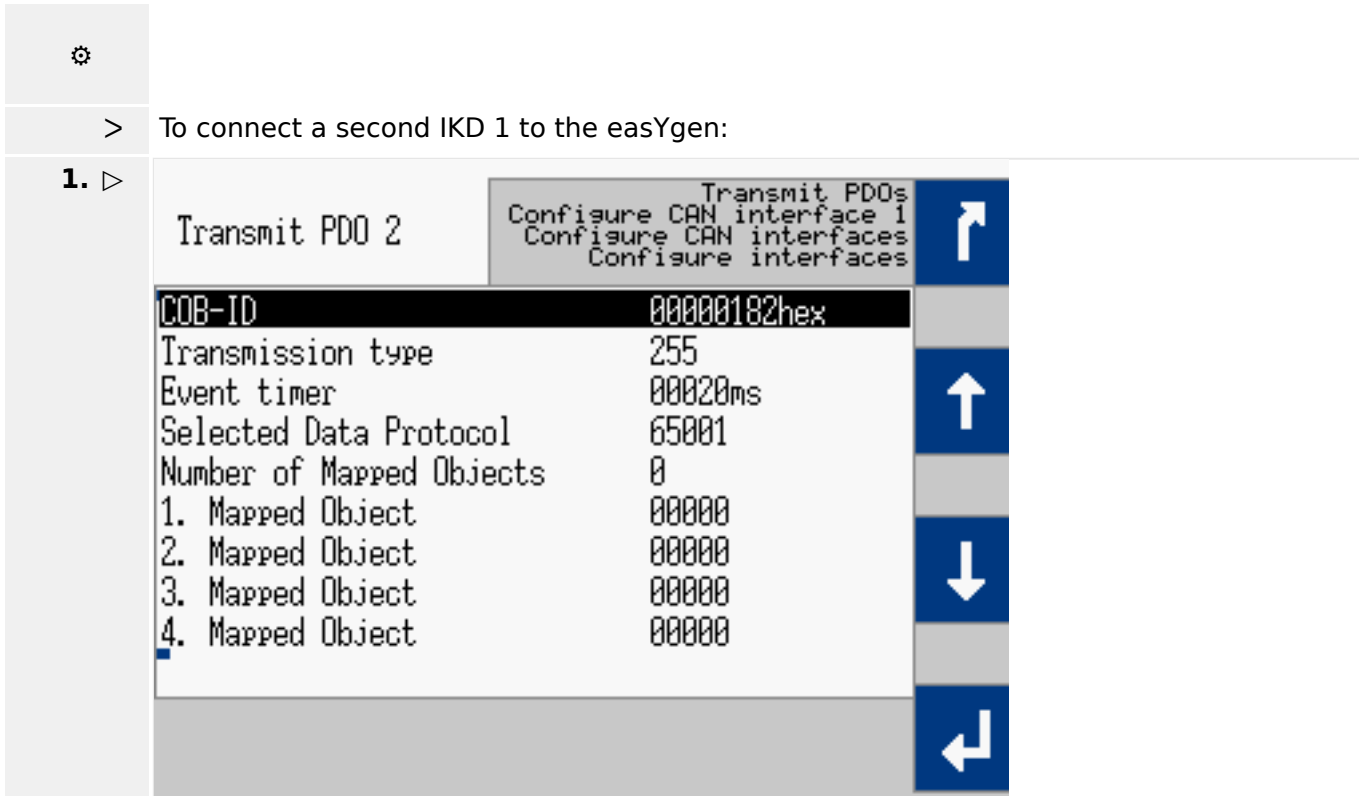 > To connect a second IKD 1 to the easYgen:
1. ▷
Transmit PDO 2
Transmit PDOs
Configure CAN interface 1
Configure CAN interfaces
Configure interfaces
COB-ID 00000182hex
Transmission type 255
Event timer 00020ms
Selected Data Protocol 65001
Number of Mapped Objects 0
1. Mapped Object 00000
2. Mapped Object 00000
3. Mapped Object 00000
4. Mapped Object 00000